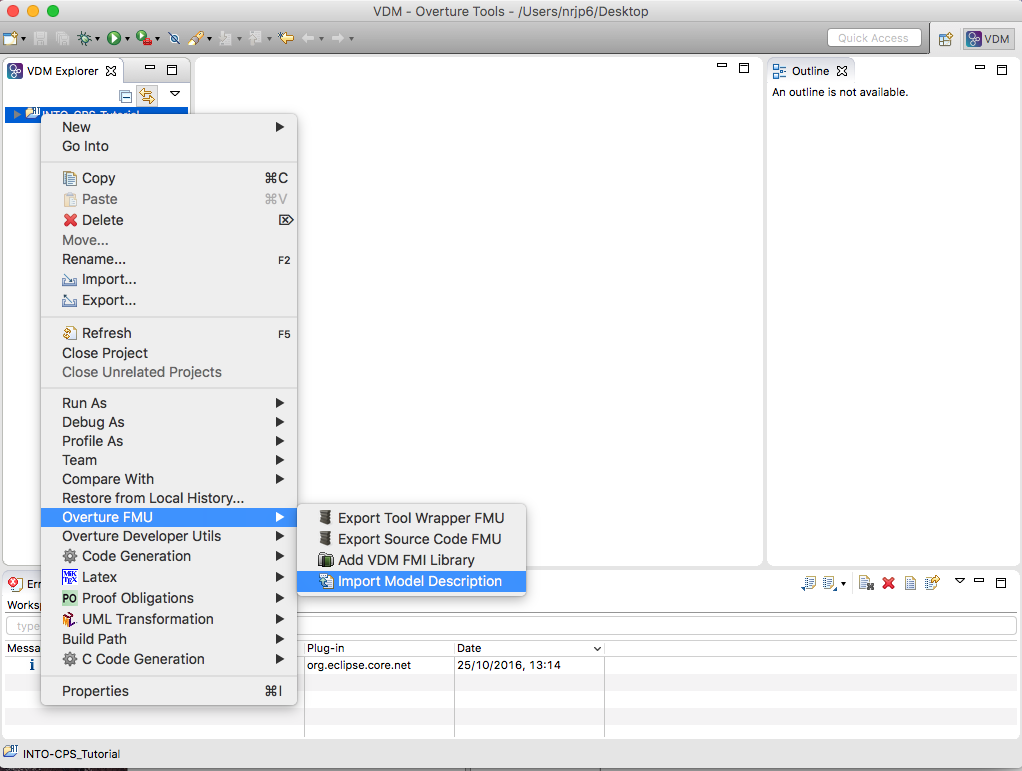 VDM - Overture Tools - /Users/nrjp6/Desktop
Quick Access
VDM
VDM Explorer
Outline
An outline is not available.
INTO-CPS_Tutorial
New
Go Into
Copy ⌘C
Paste ⌘V
Delete ⌦
Move...
Rename... F2
Import...
Export...
Refresh F5
Close Project
Close Unrelated Projects
Run As
Debug As
Profile As
Team
Compare With
Restore from Local History...
Overture FMU
Overture Developer Utils
Code Generation
Latex
PO Proof Obligations
UML Transformation
Build Path
C Code Generation
Properties ⌘I
Export Tool Wrapper FMU
Export Source Code FMU
Add VDM FMI Library
Import Model Description
Err
Worksp
type
Messa Plug-in Date
org.eclipse.core.net 25/10/2016, 13:14
INTO-CPS_Tutorial